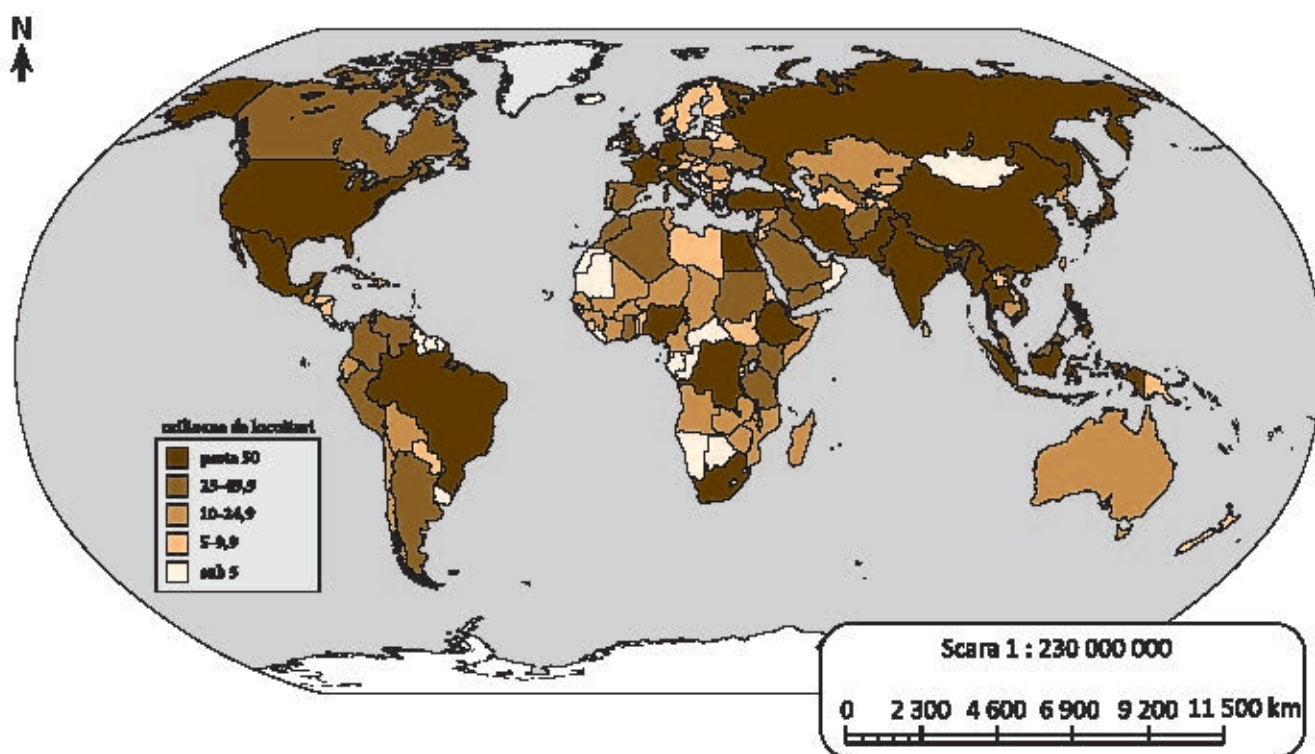 N
milioane de locuitori
peste 50
25-49,9
10-24,9
5-9,9
sub 5
Scara 1 : 230 000 000
0 2 300 4 600 6 900 9 200 11 500 km